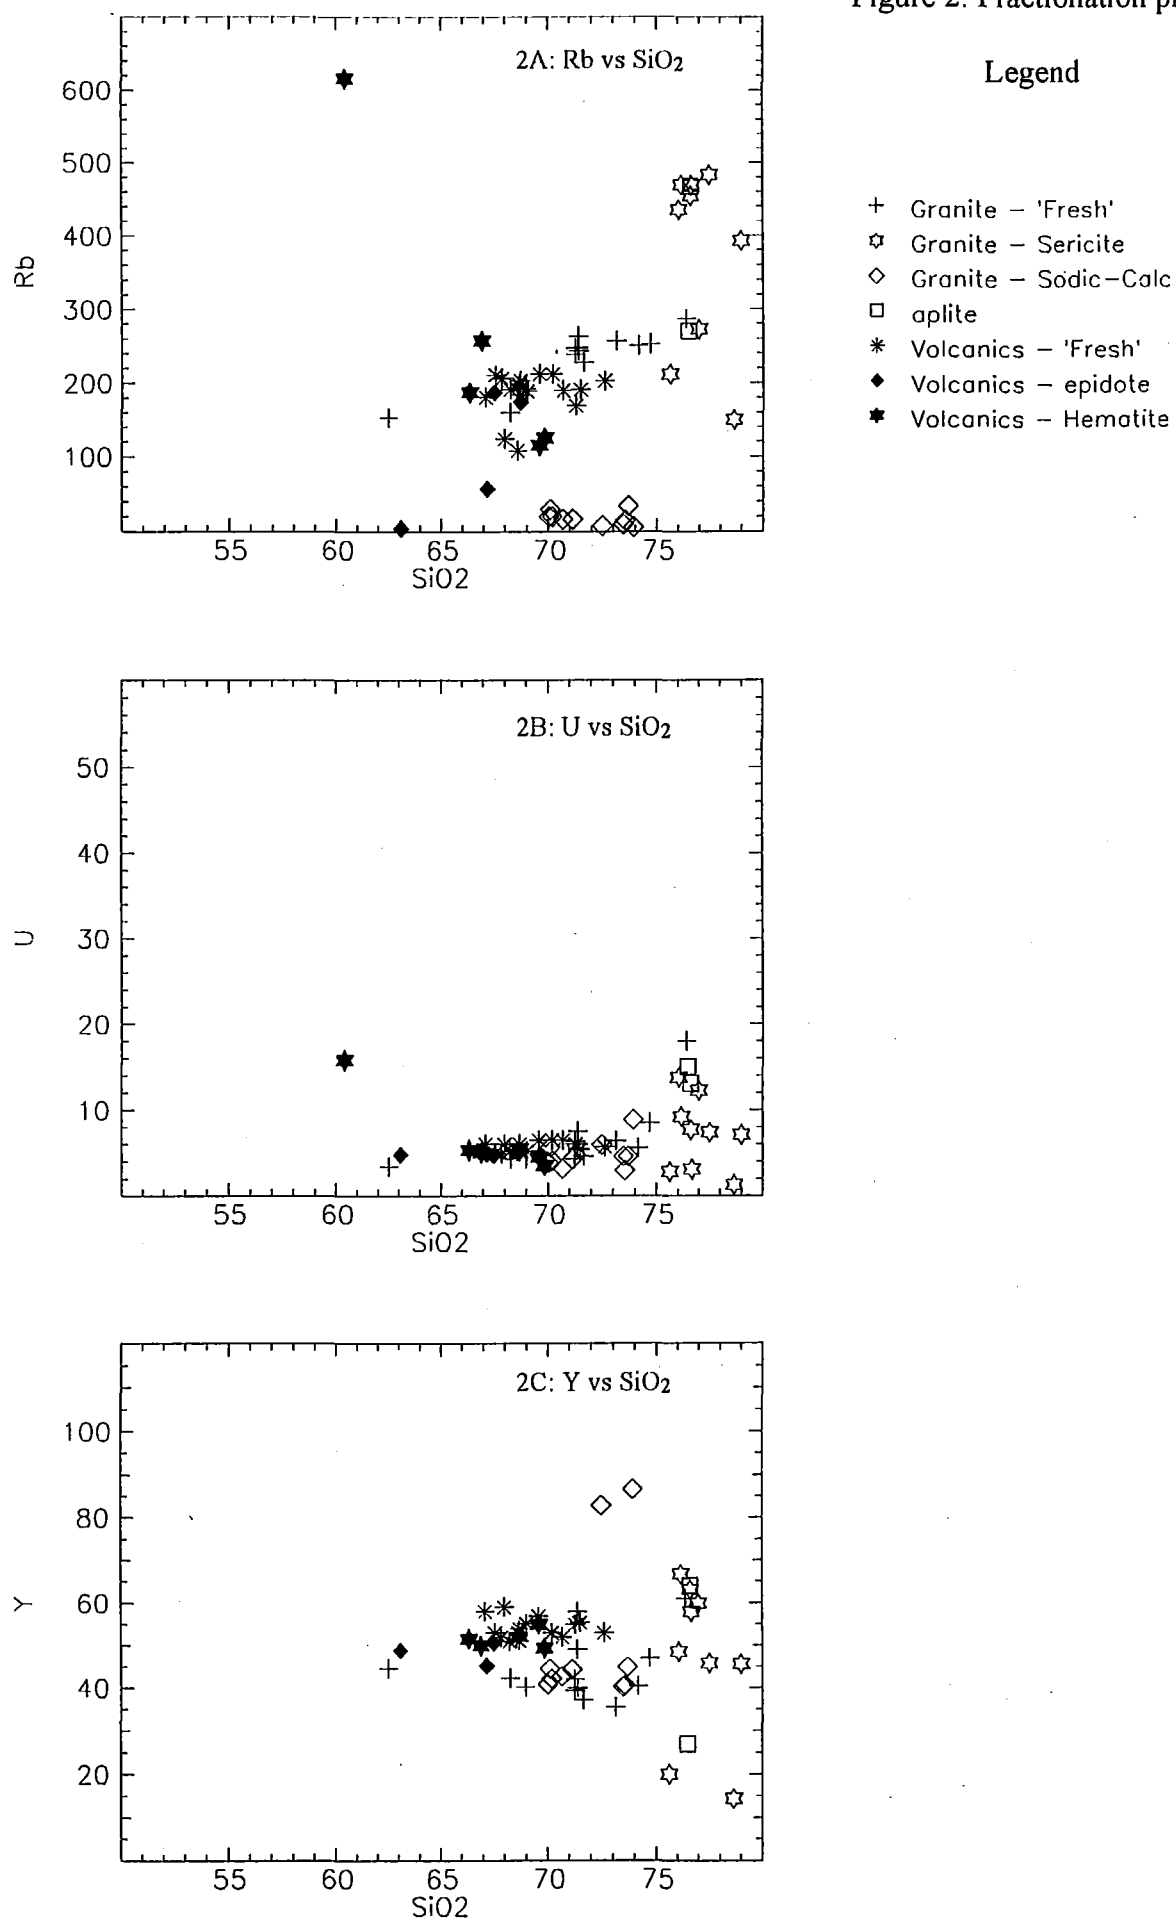 Figure 2: Fractionation
Legend
Granite – 'Fresh'
Granite – Sericite
Granite – Sodic–Calc
aplite
Volcanics – 'Fresh'
Volcanics – epidote
Volcanics – Hematite
2A: Rb vs SiO2
600
500
400
300
200
100
Rb
55 60 65 70 75
SiO2
2B: U vs SiO2
50
40
30
20
10
U
55 60 65 70 75
SiO2
2C: Y vs SiO2
100
80
60
40
20
Y
55 60 65 70 75
SiO2